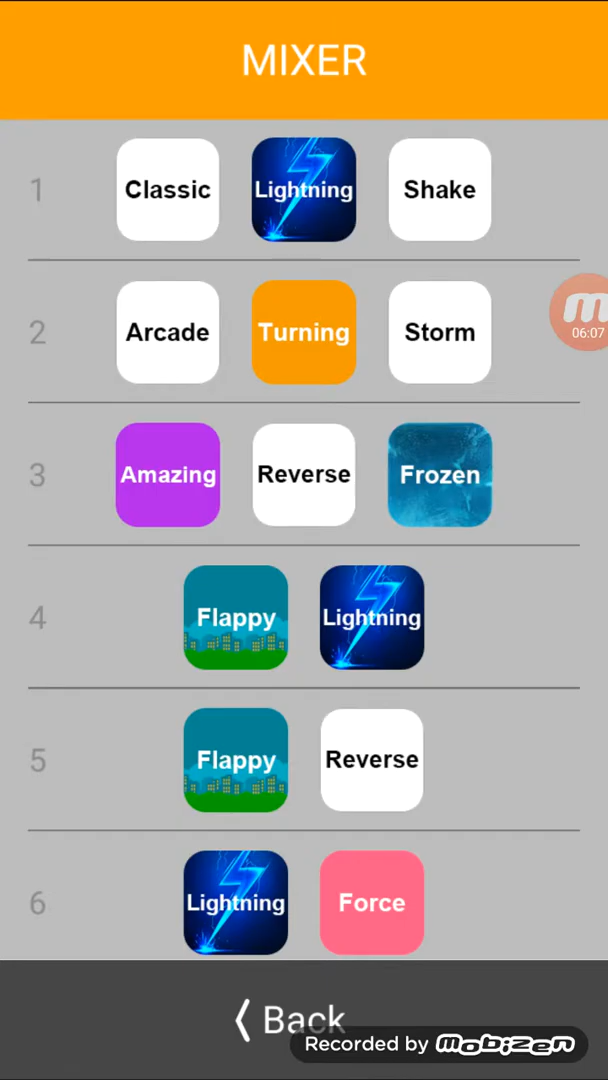 MIXER
1 Classic Lightning Shake
2 Arcade Turning Storm
06:07
3 Amazing Reverse Frozen
4 Flappy Lightning
5 Flappy Reverse
6 Lightning Force
Back
Recorded by mobizen